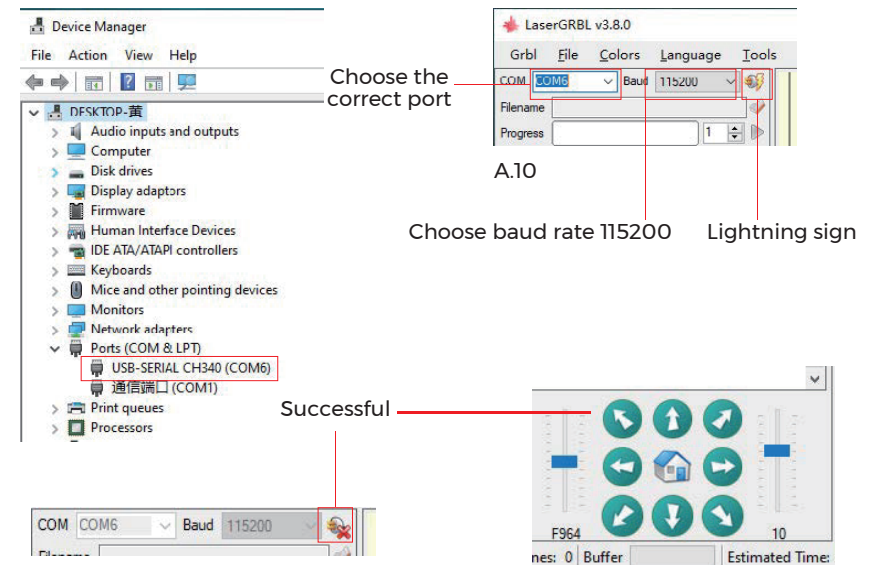 Device Manager
File Action View Help
DESKTOP-黄
Audio inputs and outputs
Computer
Disk drives
Display adaptors
Firmware
Human Interface Devices
IDE ATA/ATAPI controllers
Keyboards
Mice and other pointing devices
Monitors
Network adapters
Ports (COM & LPT)
USB-SERIAL CH340 (COM6)
通信端口 (COM1)
Print queues
Processors
Choose the
correct port
LaserGRBL v3.8.0
Grbl File Colors Language Tools
COM COM6 Baud 115200
Filename
Progress 1
A.10
Choose baud rate 115200
Lightning sign
Successful
COM COM6 Baud 115200
Filename
F964 10
nes: 0 Buffer Estimated Time: